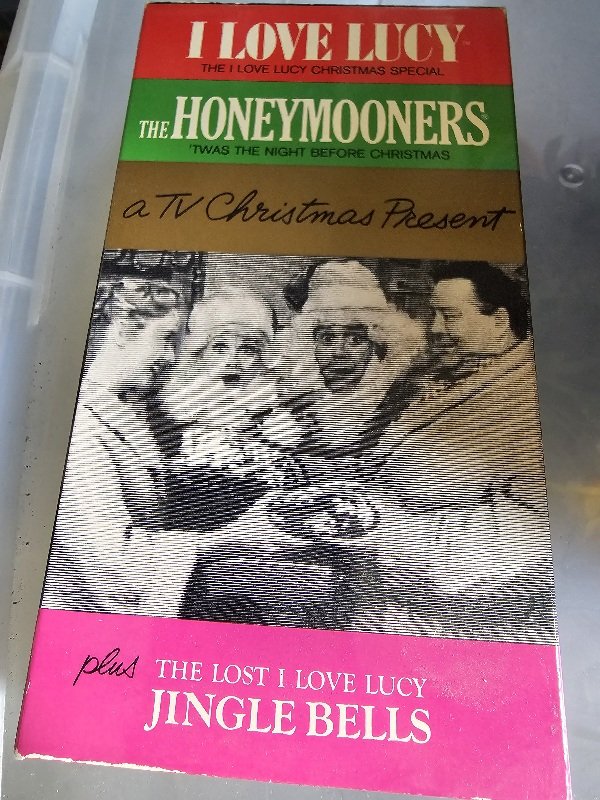 I LOVE LUCY™
THE I LOVE LUCY CHRISTMAS SPECIAL
THE HONEYMOONERS®
'TWAS THE NIGHT BEFORE CHRISTMAS
a TV Christmas Present
plus THE LOST I LOVE LUCY
JINGLE BELLS